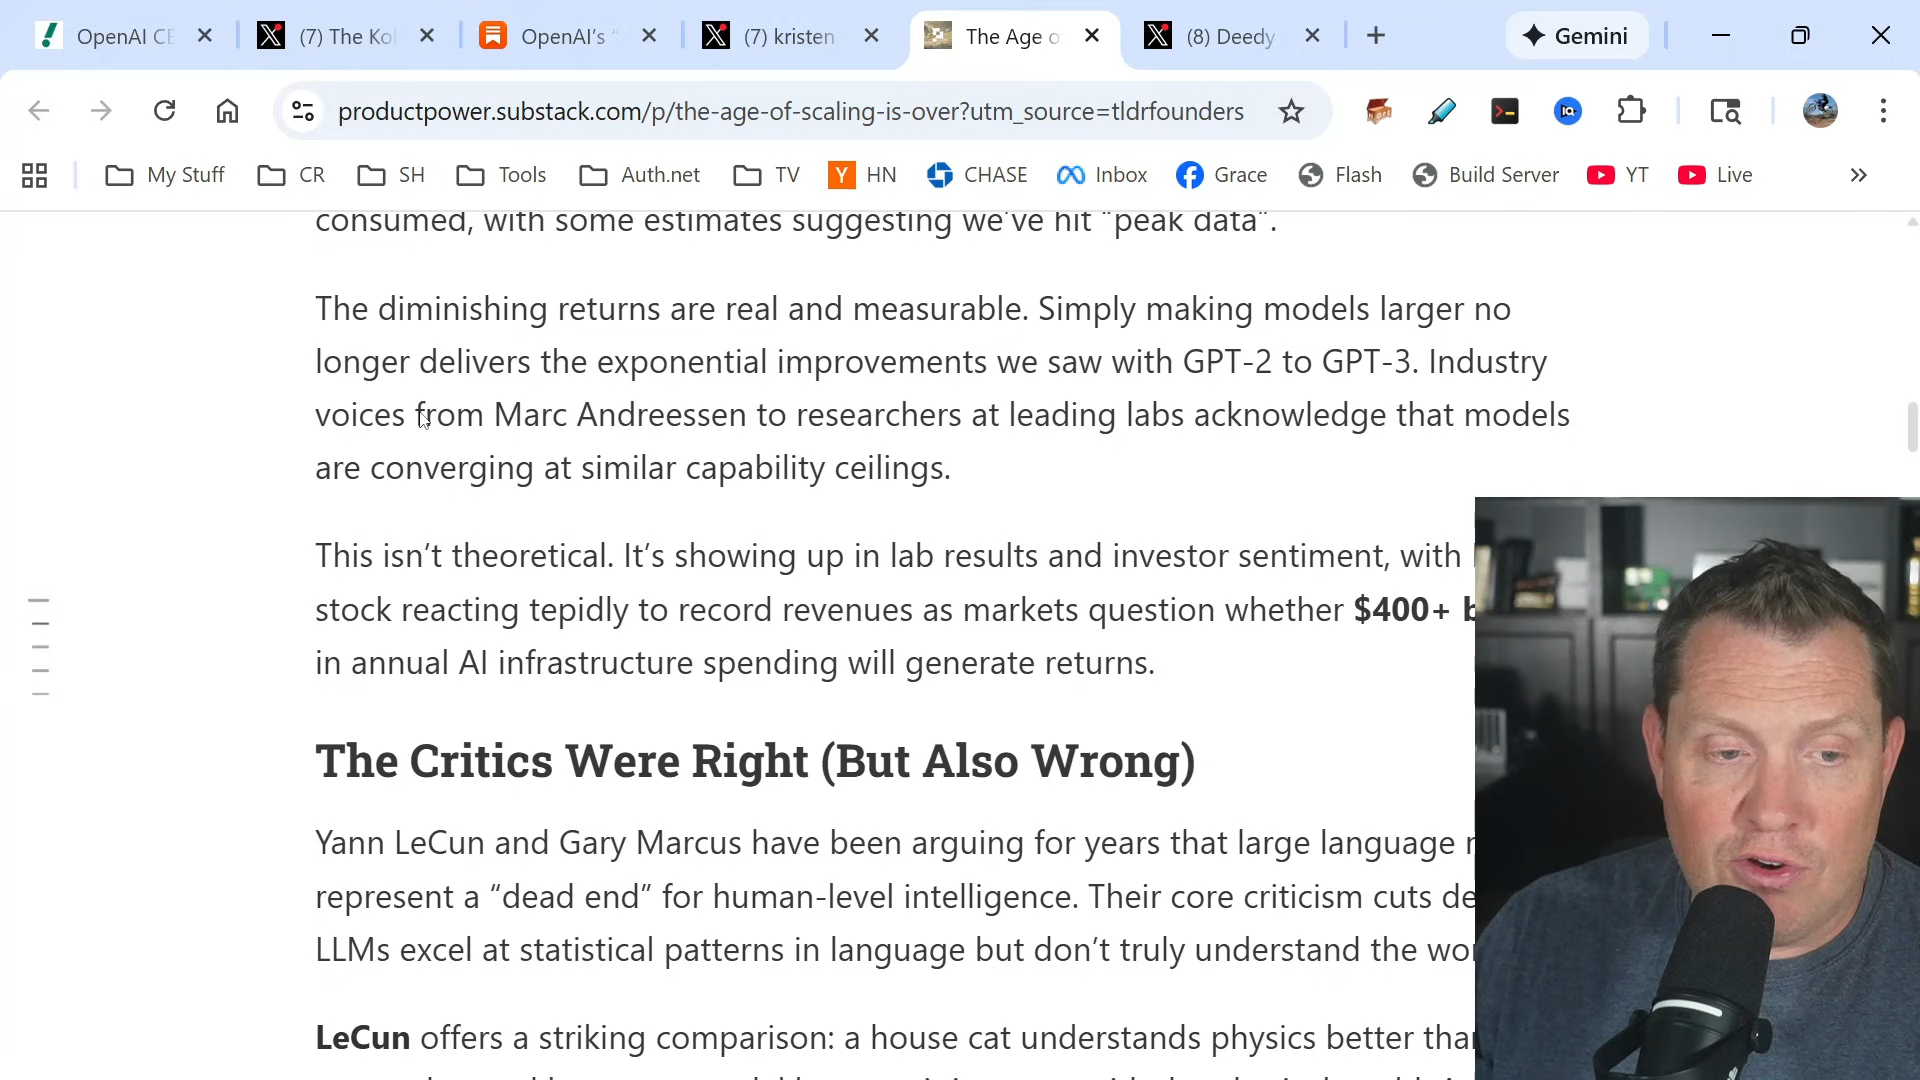 OpenAI CE
(7) The Kol
OpenAI's "
(7) kristen
The Age o
(8) Deedy
Gemini
productpower.substack.com/p/the-age-of-scaling-is-over?utm_source=tldrfounders
My Stuff
CR
SH
Tools
Auth.net
TV
Y HN
CHASE
Inbox
Grace
Flash
Build Server
YT
Live
consumed, with some estimates suggesting we've hit "peak data".
The diminishing returns are real and measurable. Simply making models larger no
longer delivers the exponential improvements we saw with GPT-2 to GPT-3. Industry
voices from Marc Andreessen to researchers at leading labs acknowledge that models
are converging at similar capability ceilings.
This isn't theoretical. It's showing up in lab results and investor sentiment, with
stock reacting tepidly to record revenues as markets question whether $400+
in annual AI infrastructure spending will generate returns.
The Critics Were Right (But Also Wrong)
Yann LeCun and Gary Marcus have been arguing for years that large language
represent a "dead end" for human-level intelligence. Their core criticism cuts de
LLMs excel at statistical patterns in language but don't truly understand the wo
LeCun offers a striking comparison: a house cat understands physics better tha